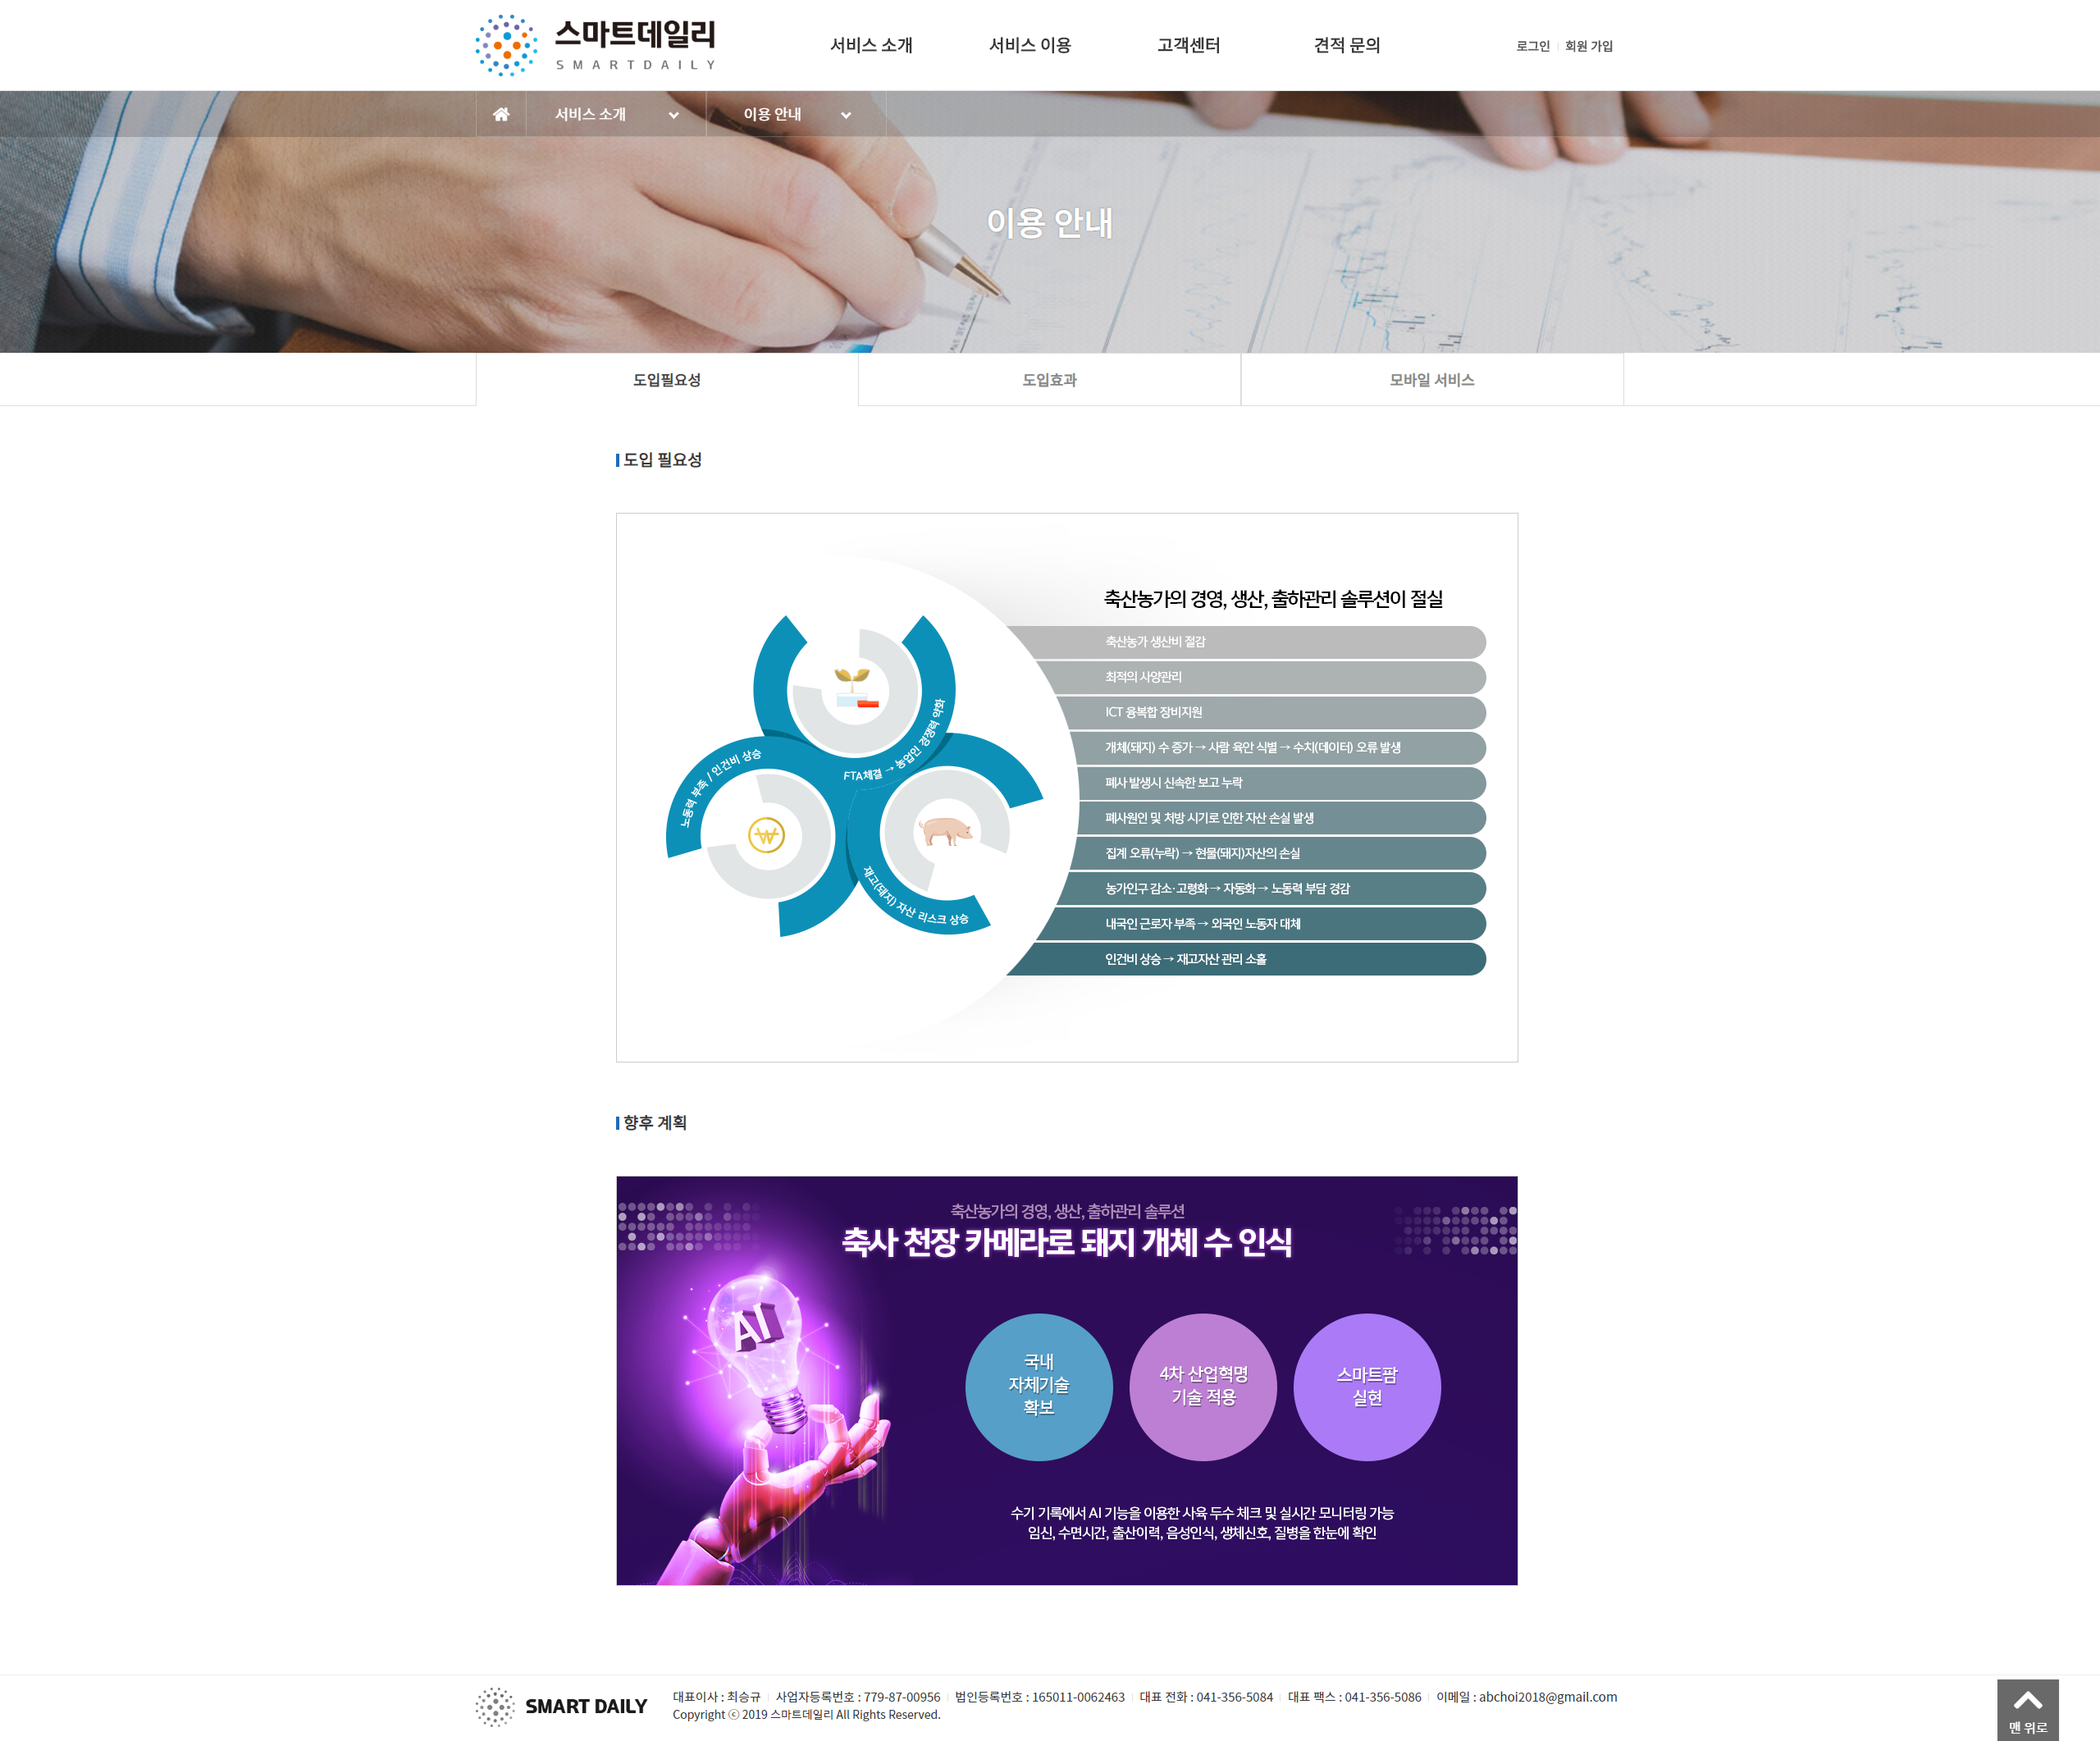 스마트데일리
SMARTDAILY
서비스 소개
서비스 이용
고객센터
견적 문의
로그인
회원 가입
서비스 소개
이용 안내
이용 안내
도입필요성
도입효과
모바일 서비스
도입 필요성
축산농가의 경영, 생산, 출하관리 솔루션이 절실
축산농가 생산비 절감
최적의 사양관리
ICT 융복합 장비지원
개체(돼지) 수 증가 → 사람 육안 식별 → 수치(데이터) 오류 발생
폐사 발생시 신속한 보고 누락
폐사원인 및 처방 시기로 인한 자산 손실 발생
집계 오류(누락) → 현물(돼지)자산의 손실
농가인구 감소·고령화 → 자동화 → 노동력 부담 경감
내국인 근로자 부족 → 외국인 노동자 대체
인건비 상승 → 재고자산 관리 소홀
FTA체결 → 농업인 경쟁력 약화
노동력 부족 / 인건비 상승
재고(돼지) 자산 리스크 상승
향후 계획
축산농가의 경영, 생산, 출하관리 솔루션
축사 천장 카메라로 돼지 개체 수 인식
AI
국내
자체기술
확보
4차 산업혁명
기술 적용
스마트팜
실현
수기 기록에서 AI 기능을 이용한 사육 두수 체크 및 실시간 모니터링 가능
임신, 수면시간, 출산이력, 음성인식, 생체신호, 질병을 한눈에 확인
SMART DAILY
대표이사 : 최승규 사업자등록번호 : 779-87-00956 법인등록번호 : 165011-0062463 대표 전화 : 041-356-5084 대표 팩스 : 041-356-5086 이메일 : abchoi2018@gmail.com
Copyright ⓒ 2019 스마트데일리 All Rights Reserved.
맨 위로